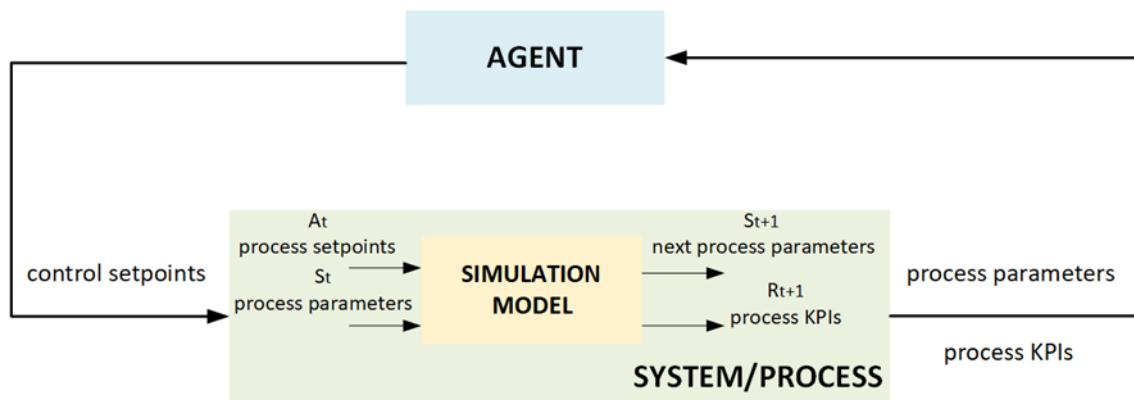 AGENT
control setpoints
At
process setpoints
St
process parameters
SIMULATION
MODEL
St+1
next process parameters
Rt+1
process KPIs
SYSTEM/PROCESS
process parameters
process KPIs